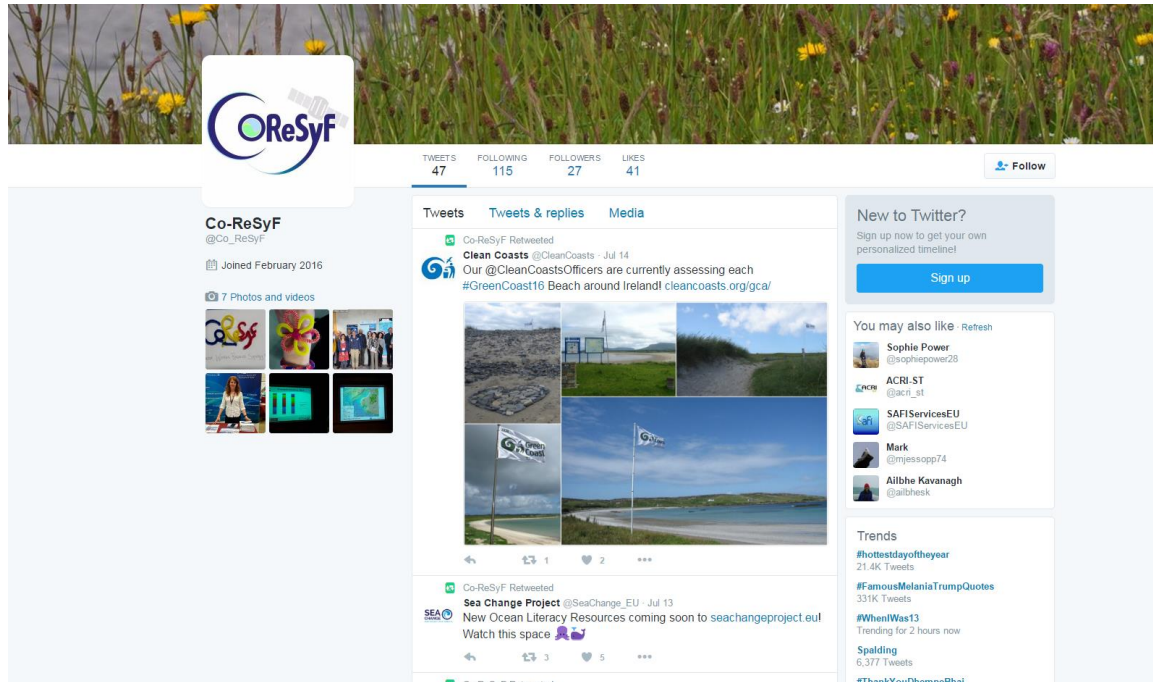 COReSyF
TWEETS
47
FOLLOWING
115
FOLLOWERS
27
LIKES
41
Follow
Co-ReSyF
@Co_ReSyF
Joined February 2016
7 Photos and videos
Tweets
Tweets & replies
Media
Co-ReSyF Retweeted
Clean Coasts @CleanCoasts · Jul 14
Our @CleanCoastsOfficers are currently assessing each
#GreenCoast16 Beach around Ireland! cleancoasts.org/gca/
Green
Coast
1
2
Co-ReSyF Retweeted
SEA
CHANGE
Sea Change Project @SeaChange_EU · Jul 13
New Ocean Literacy Resources coming soon to seachangeproject.eu!
Watch this space
3
5
New to Twitter?
Sign up now to get your own
personalized timeline!
Sign up
You may also like · Refresh
Sophie Power
@sophiepower28
ACRI
ACRI-ST
@acri_st
safi
SAFIServicesEU
@SAFIServicesEU
Mark
@mjessopp74
Ailbhe Kavanagh
@ailbhesk
Trends
#hottestdayoftheyear
21.4K Tweets
#FamousMelaniaTrumpQuotes
331K Tweets
#WhenIWas13
Trending for 2 hours now
Spalding
6,377 Tweets